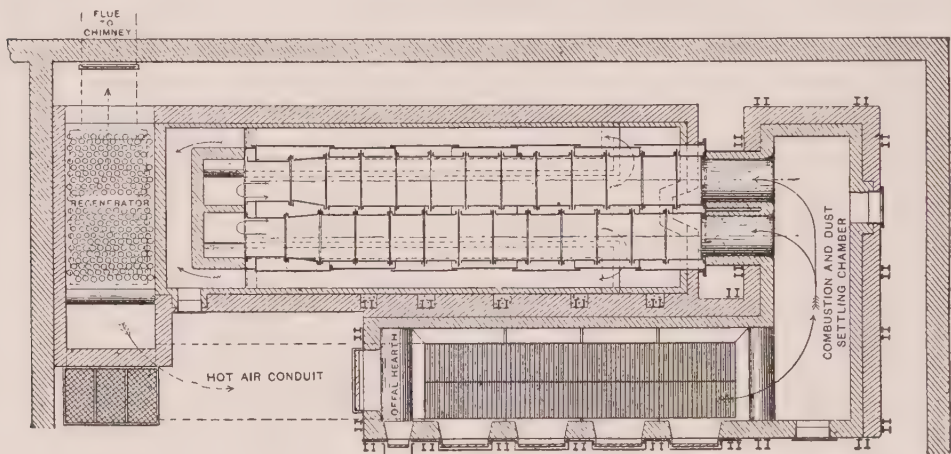 FLUE
TO
CHIMNEY
REGENERATOR
HOT AIR CONDUIT
OFFAL HEARTH
COMBUSTION AND DUST
SETTLING CHAMBER